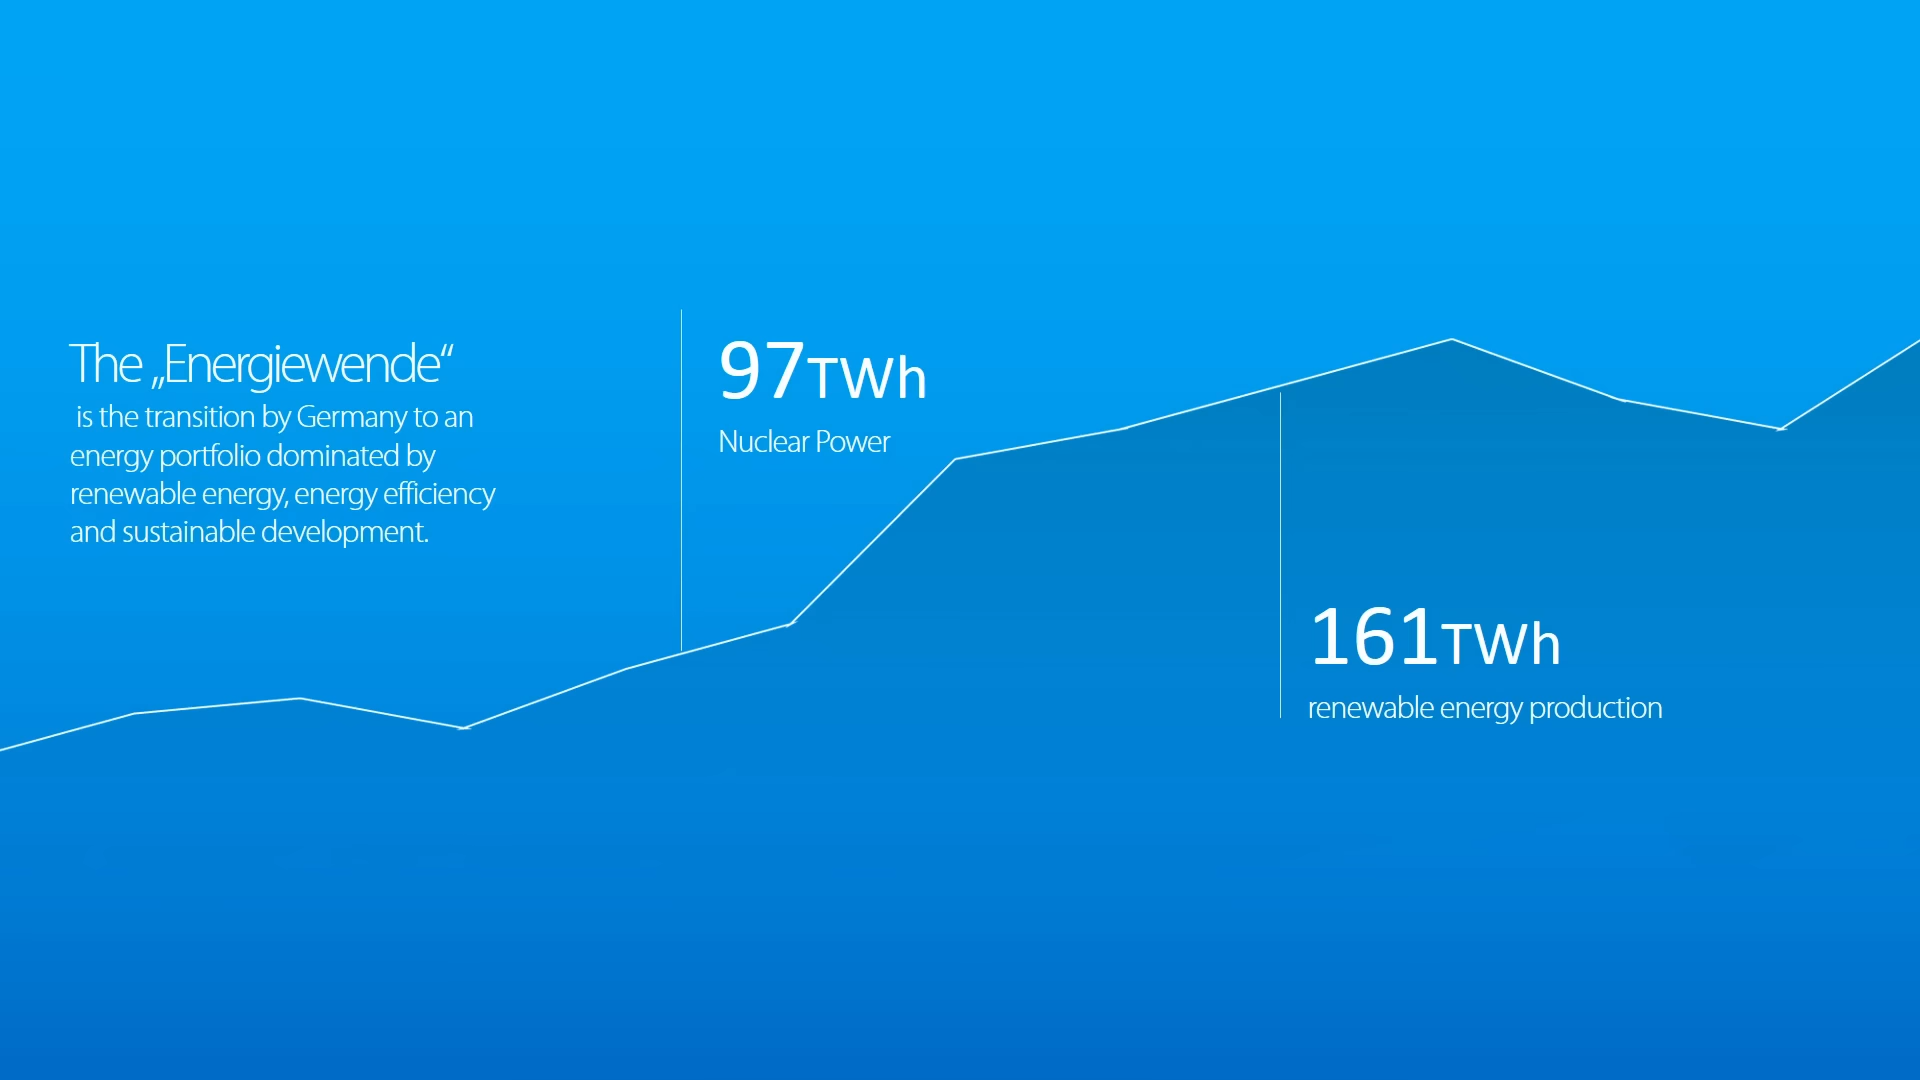 The „Energiewende“
is the transition by Germany to an
energy portfolio dominated by
renewable energy, energy efficiency
and sustainable development.
97TWh
Nuclear Power
161TWh
renewable energy production